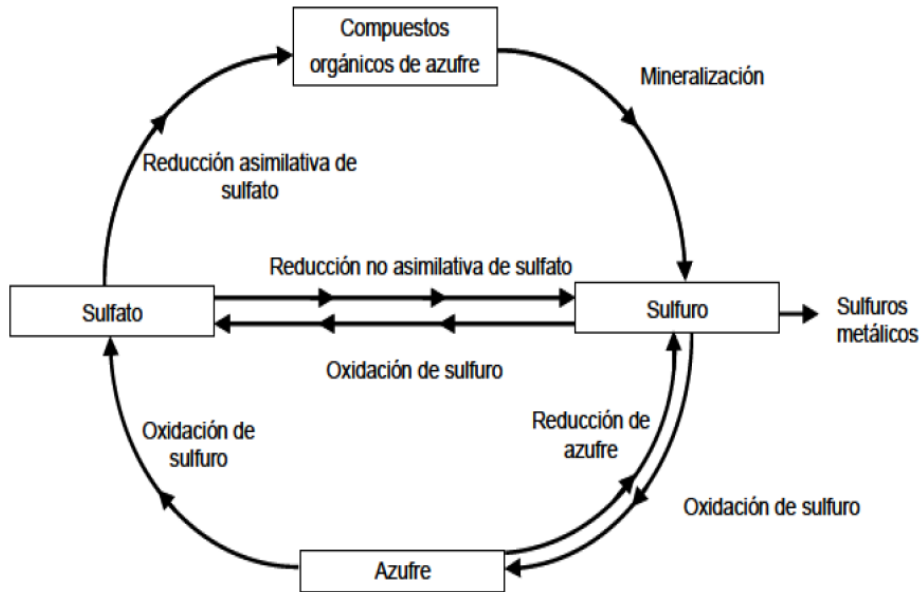 Compuestos
orgánicos de azufre
Mineralización
Reducción asimilativa de
sulfato
Reducción no asimilativa de sulfato
Sulfato
Sulfuro
Sulfuros
metálicos
Oxidación de sulfuro
Oxidación de
sulfuro
Reducción de
azufre
Oxidación de sulfuro
Azufre